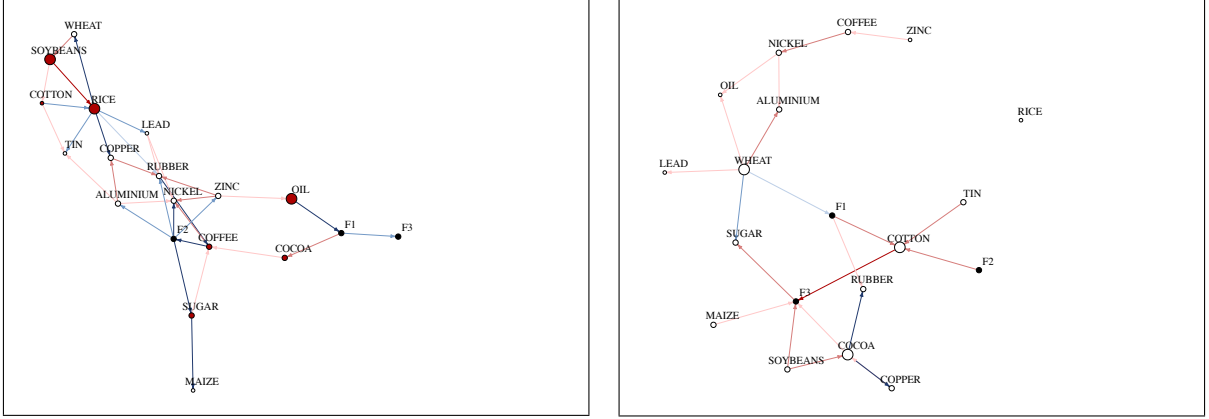 WHEAT
SOYBEANS
COTTON
RICE
LEAD
TIN
COPPER
RUBBER
ALUMINIUM
NICKEL
ZINC
OIL
F2
F1
F3
COFFEE
COCOA
SUGAR
MAIZE
COFFEE
ZINC
NICKEL
OIL
ALUMINIUM
RICE
LEAD
WHEAT
TIN
F1
SUGAR
COTTON
F2
RUBBER
F3
MAIZE
COCOA
SOYBEANS
COPPER